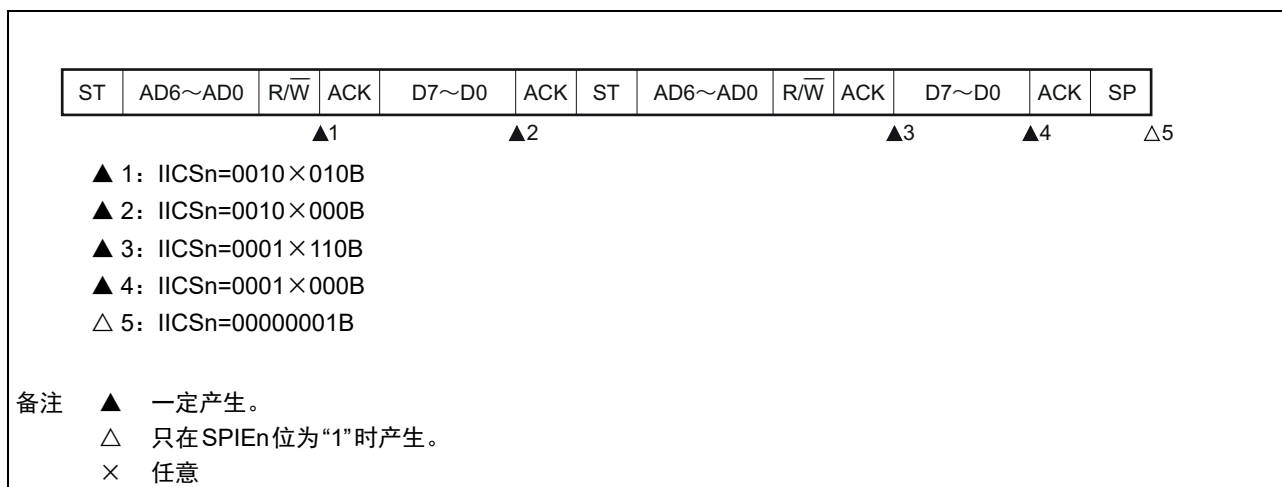 ST AD6～AD0 R/W̅ ACK D7～D0 ACK ST AD6～AD0 R/W̅ ACK D7～D0 ACK SP
▲1 ▲2 ▲3 ▲4 △5
▲ 1：IICSn=0010×010B
▲ 2：IICSn=0010×000B
▲ 3：IICSn=0001×110B
▲ 4：IICSn=0001×000B
△ 5：IICSn=00000001B
备注 ▲ 一定产生。
△ 只在SPIEn位为“1”时产生。
× 任意